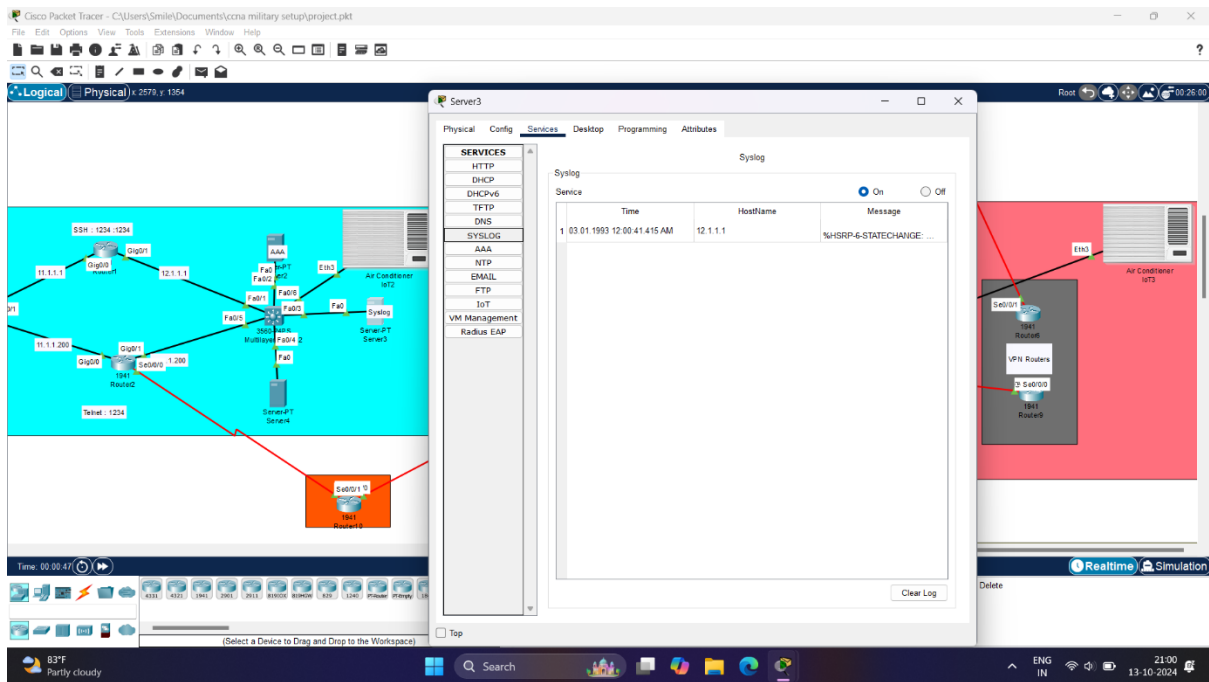 Cisco Packet Tracer - C:\Users\Smile\Documents\ccna military setup\project.pkt
File Edit Options View Tools Extensions Window Help
?
Logical Physical x: 2579, y: 1354
Root 00:26:00
Server3
Physical Config Services Desktop Programming Attributes
SERVICES
HTTP
DHCP
DHCPv6
TFTP
DNS
SYSLOG
AAA
NTP
EMAIL
FTP
IoT
VM Management
Radius EAP
Syslog
Syslog
Service On Off
Time HostName Message
1 03.01.1993 12:00:41.415 AM 12.1.1.1 %HSRP-6-STATECHANGE: ...
Clear Log
Top
SSH : 1234 :1234
Gig0/1
Gig0/0
11.1.1.1
12.1.1.1
AAA
Fa0
Fa0/2
Eth3
Air Conditioner
IoT2
Fa0/1
Fa0/6
Fa0/3
Fa0
Syslog
Fa0/5
Server-PT
Server3
Fa0/4
Fa0
11.1.1.200
Gig0/1
Gig0/0
Se0/0/0
1941
Router2
Telnet : 1234
Server-PT
Server4
Se0/0/1
1941
Router10
Eth3
Air Conditioner
IoT3
Se0/0/1
1941
Router6
VPN Routers
Se0/0/0
1941
Router9
Time: 00:00:47
Realtime Simulation
4331 4321 1941 2901 2911 819IOX 819HGW 829 1240 PT-Router PT-Empty
Delete
(Select a Device to Drag and Drop to the Workspace)
83°F
Partly cloudy
Search
ENG
IN
21:00
13-10-2024